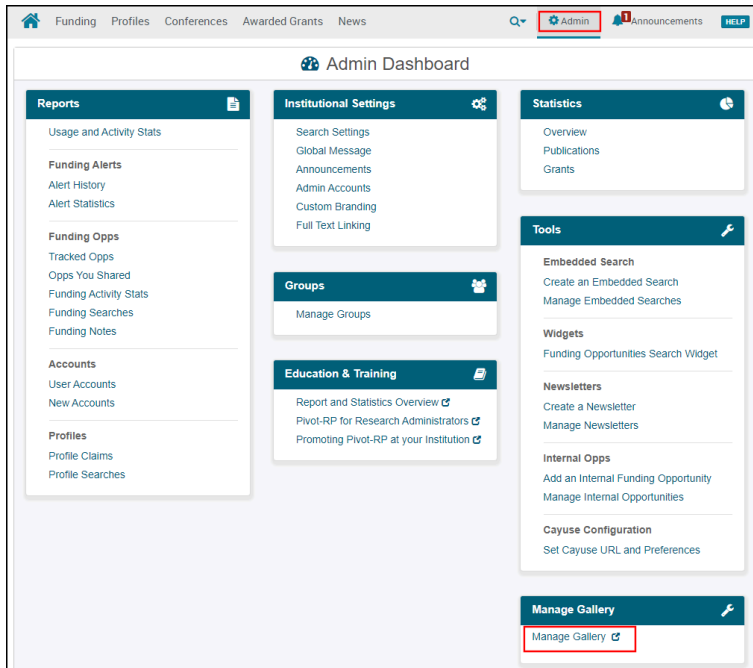 Funding Profiles Conferences Awarded Grants News Admin 1 Announcements HELP
Admin Dashboard
Reports
Usage and Activity Stats
Funding Alerts
Alert History
Alert Statistics
Funding Opps
Tracked Opps
Opps You Shared
Funding Activity Stats
Funding Searches
Funding Notes
Accounts
User Accounts
New Accounts
Profiles
Profile Claims
Profile Searches
Institutional Settings
Search Settings
Global Message
Announcements
Admin Accounts
Custom Branding
Full Text Linking
Groups
Manage Groups
Education & Training
Report and Statistics Overview
Pivot-RP for Research Administrators
Promoting Pivot-RP at your Institution
Statistics
Overview
Publications
Grants
Tools
Embedded Search
Create an Embedded Search
Manage Embedded Searches
Widgets
Funding Opportunities Search Widget
Newsletters
Create a Newsletter
Manage Newsletters
Internal Opps
Add an Internal Funding Opportunity
Manage Internal Opportunities
Cayuse Configuration
Set Cayuse URL and Preferences
Manage Gallery
Manage Gallery